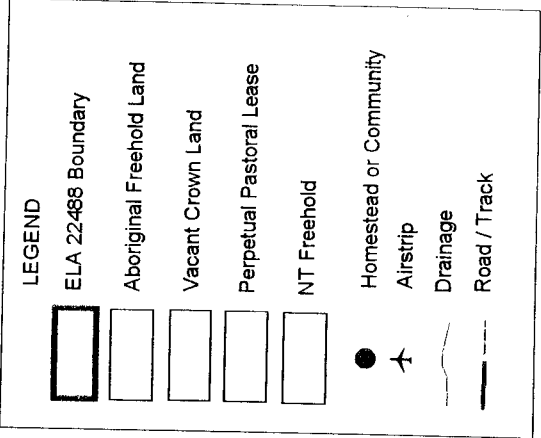 LEGEND
ELA 22488 Boundary
Aboriginal Freehold Land
Vacant Crown Land
Perpetual Pastoral Lease
NT Freehold
Homestead or Community
Airstrip
Drainage
Road / Track